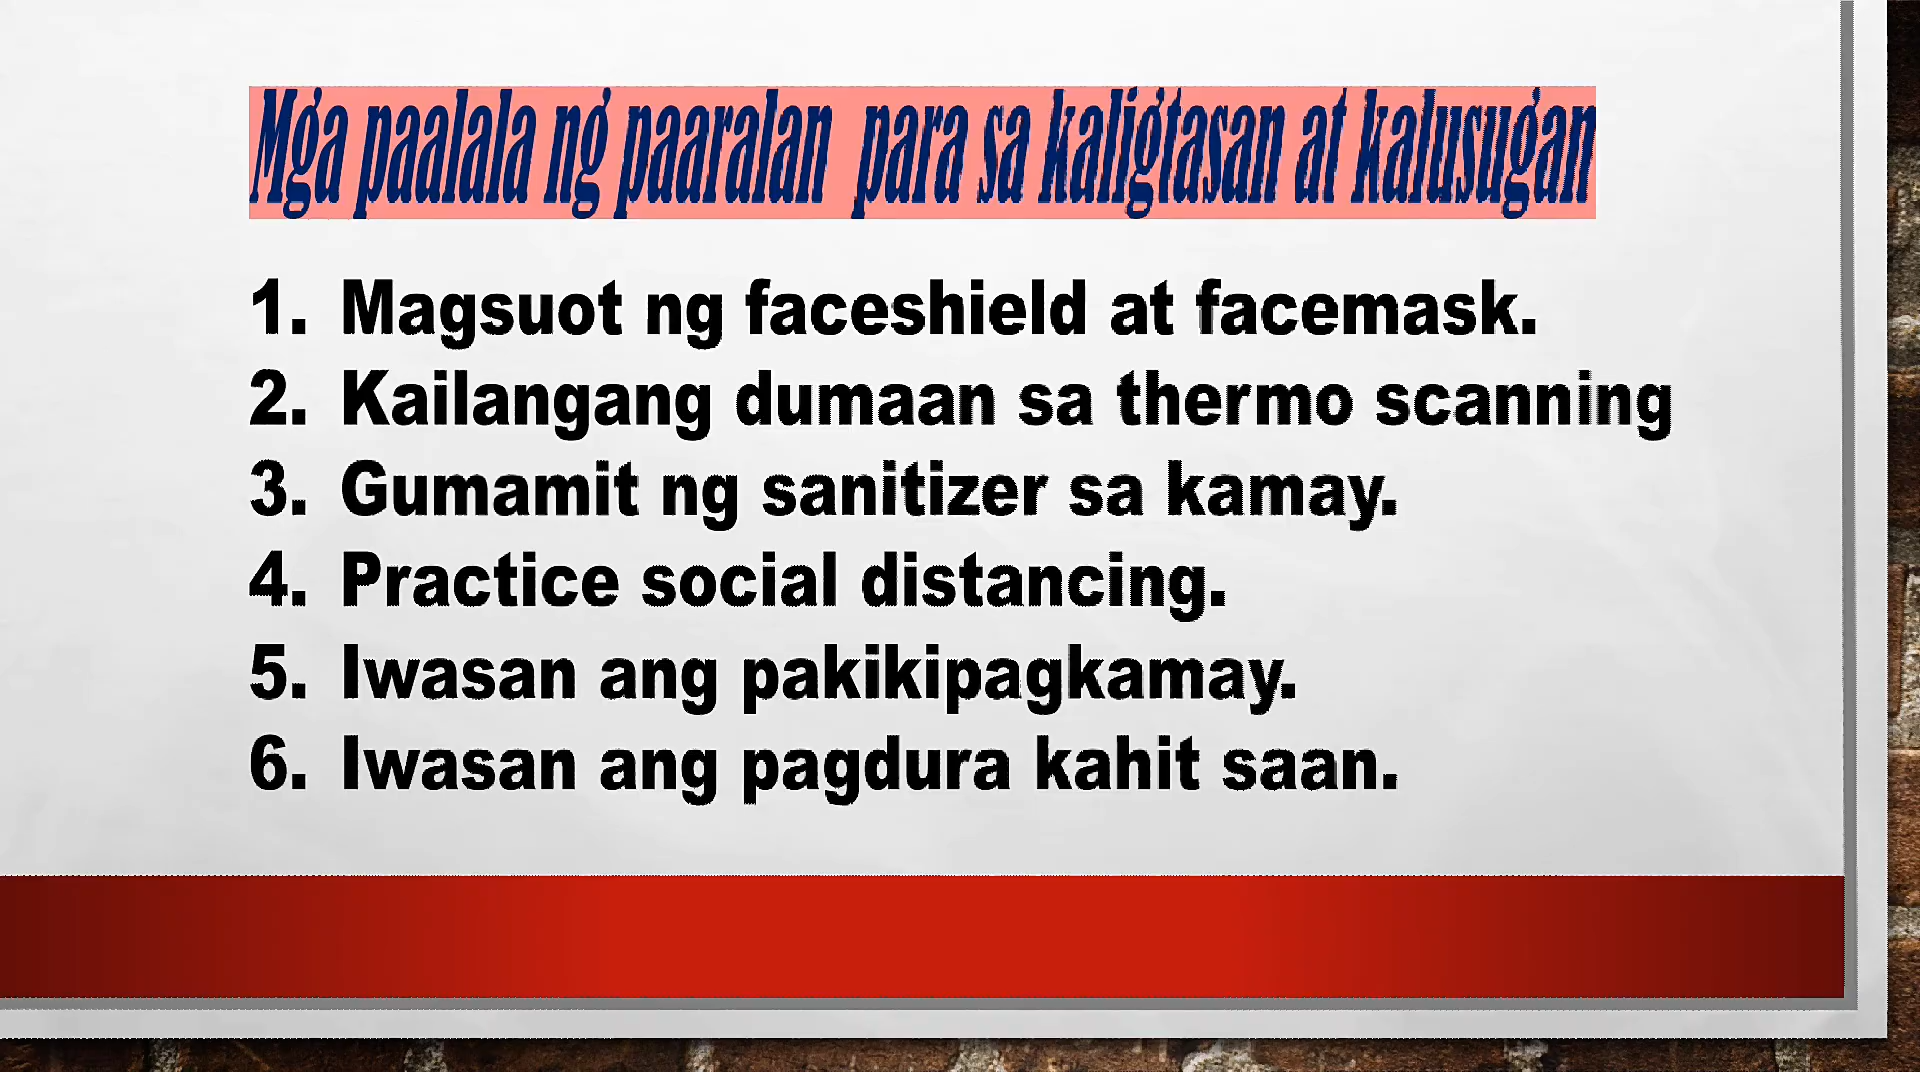 Mga paalala ng paaralan para sa kaligtasan at kalusugan
1. Magsuot ng faceshield at facemask.
2. Kailangang dumaan sa thermo scanning
3. Gumamit ng sanitizer sa kamay.
4. Practice social distancing.
5. Iwasan ang pakikipagkamay.
6. Iwasan ang pagdura kahit saan.